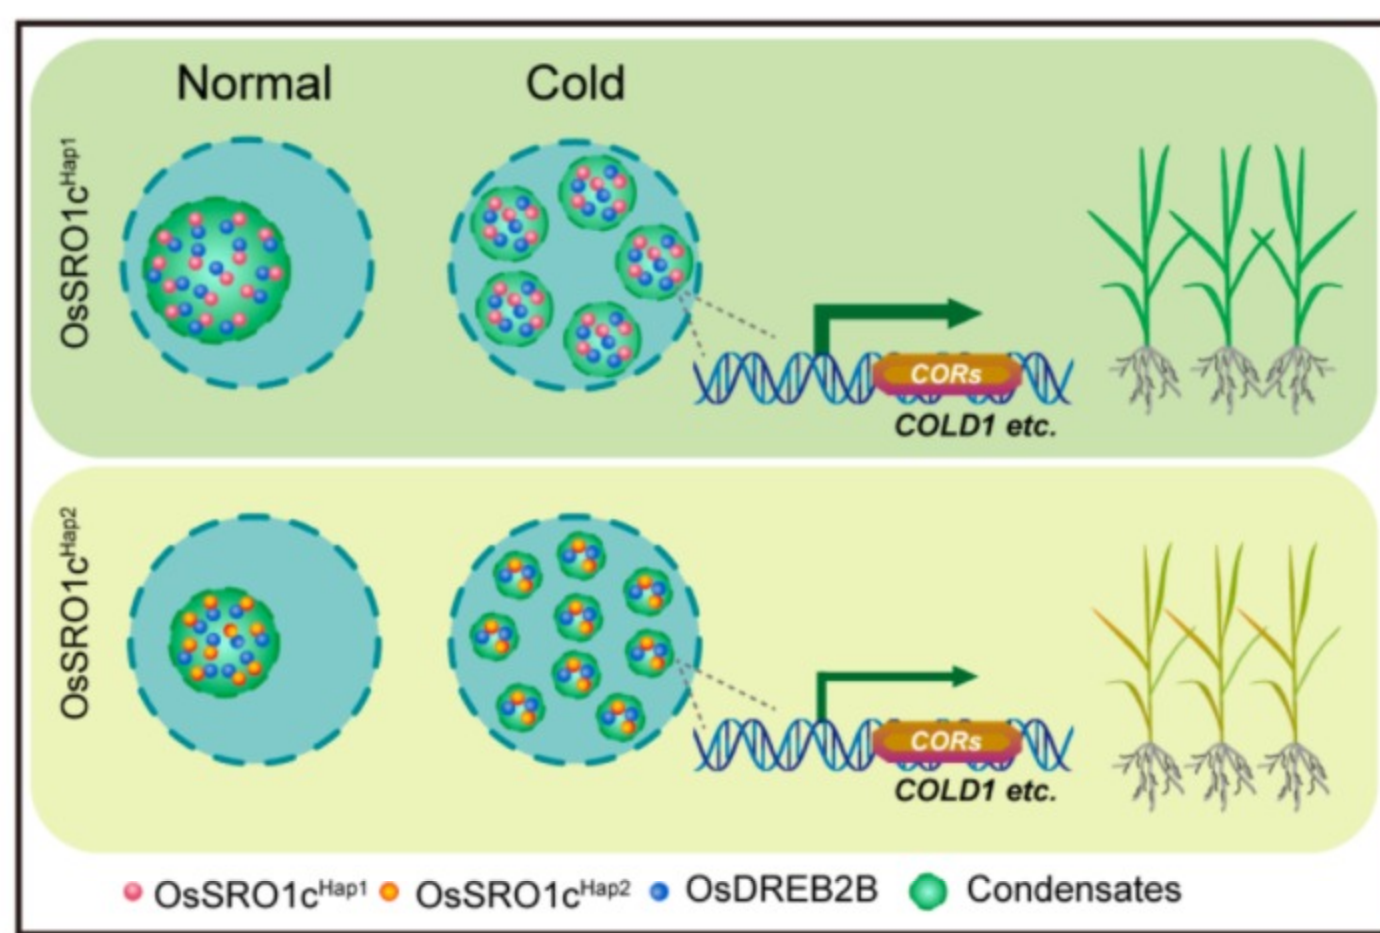 Normal Cold
OsSRO1cHap1
CORs
COLD1 etc.
OsSRO1cHap2
CORs
COLD1 etc.
OsSRO1cHap1 OsSRO1cHap2 OsDREB2B Condensates